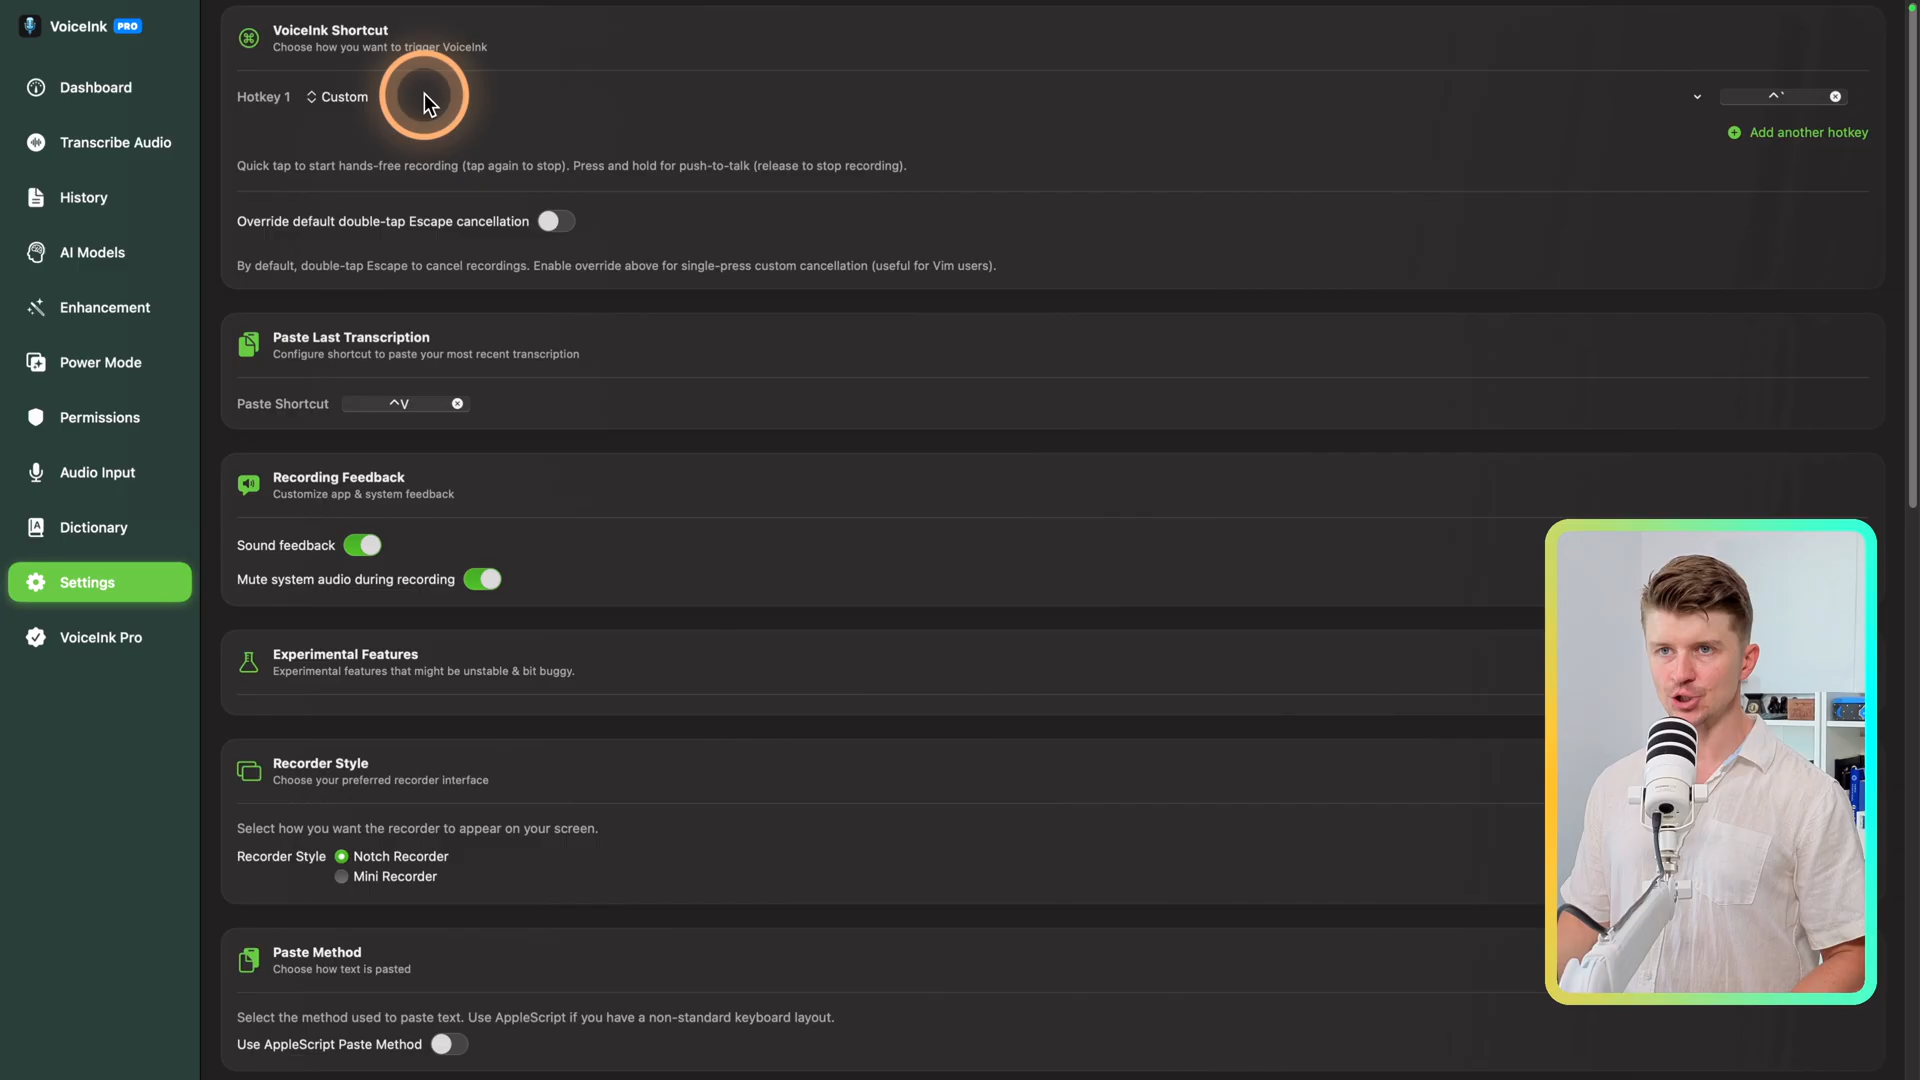 VoiceInk PRO
Dashboard
Transcribe Audio
History
AI Models
Enhancement
Power Mode
Permissions
Audio Input
Dictionary
Settings
VoiceInk Pro
VoiceInk Shortcut
Choose how you want to trigger VoiceInk
Hotkey 1 Custom ^`
Add another hotkey
Quick tap to start hands-free recording (tap again to stop). Press and hold for push-to-talk (release to stop recording).
Override default double-tap Escape cancellation
By default, double-tap Escape to cancel recordings. Enable override above for single-press custom cancellation (useful for Vim users).
Paste Last Transcription
Configure shortcut to paste your most recent transcription
Paste Shortcut ^V
Recording Feedback
Customize app & system feedback
Sound feedback
Mute system audio during recording
Experimental Features
Experimental features that might be unstable & bit buggy.
Recorder Style
Choose your preferred recorder interface
Select how you want the recorder to appear on your screen.
Recorder Style Notch Recorder
Mini Recorder
Paste Method
Choose how text is pasted
Select the method used to paste text. Use AppleScript if you have a non-standard keyboard layout.
Use AppleScript Paste Method